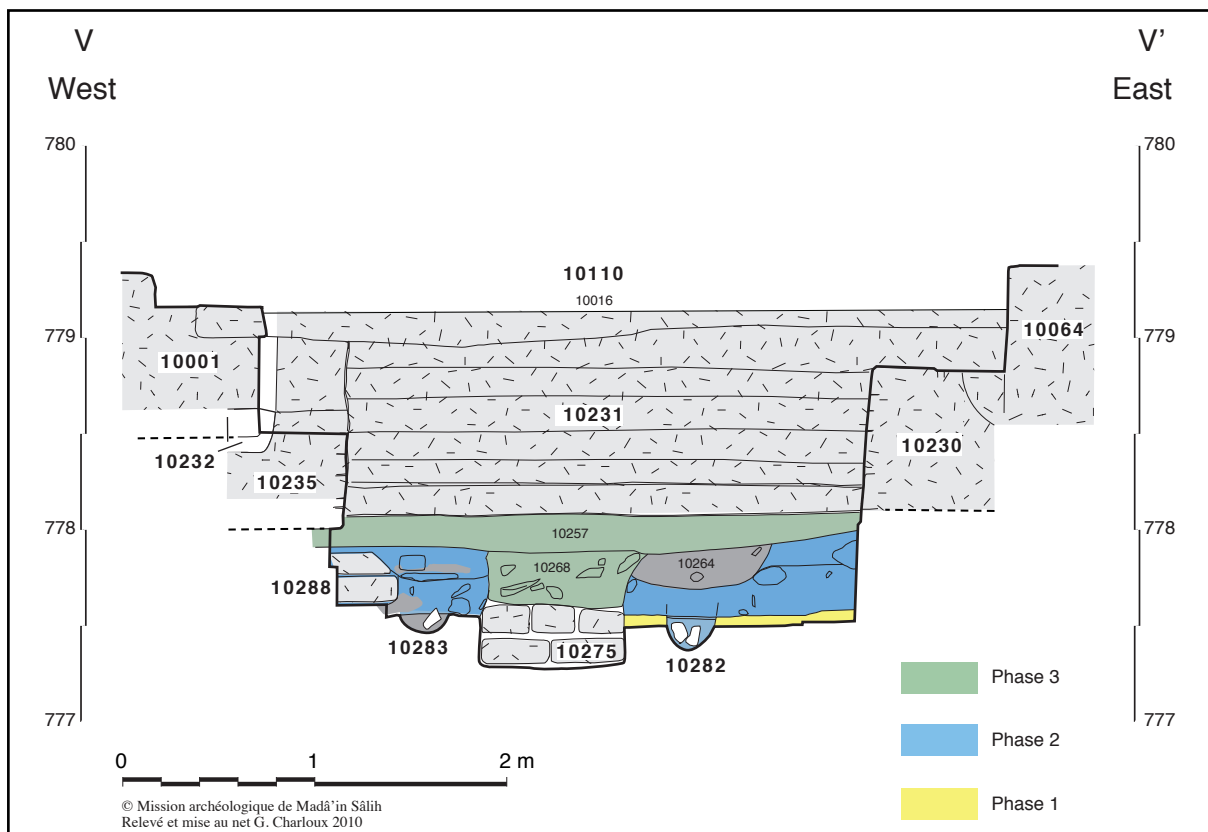 V V’
West East
780 780
10110
10016
10064
779 779
10001
10231
10230
10232
10235
778 778
10257
10268 10264
10288
10283 10275 10282
Phase 3
777 777
Phase 2
0 1 2 m
Phase 1
© Mission archéologique de Madâ’in Sâlih
Relevé et mise au net G. Charloux 2010